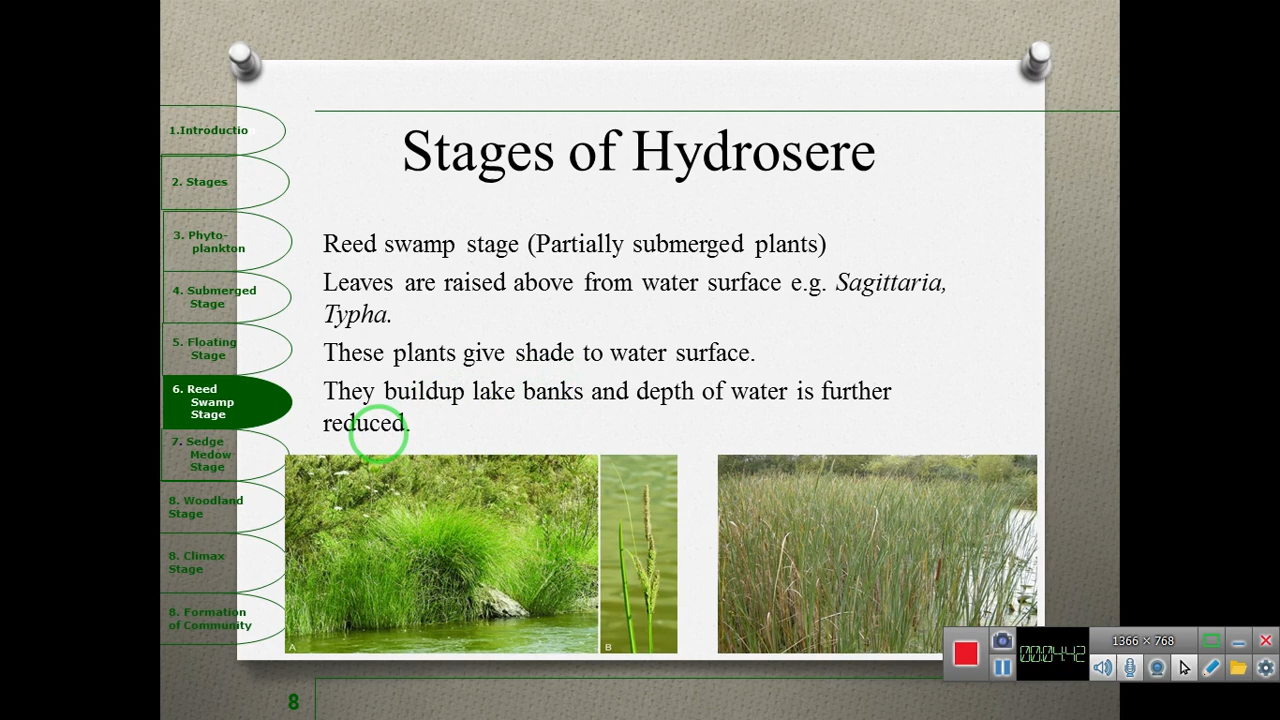 Stages of Hydrosere
1.Introductio
2. Stages
3. Phyto-
plankton
4. Submerged
Stage
5. Floating
Stage
6. Reed
Swamp
Stage
7. Sedge
Medow
Stage
8. Woodland
Stage
8. Climax
Stage
8. Formation
of Community
Reed swamp stage (Partially submerged plants)
Leaves are raised above from water surface e.g. Sagittaria,
Typha.
These plants give shade to water surface.
They buildup lake banks and depth of water is further
reduced.
A
B
8
00:04:42
1366 × 768